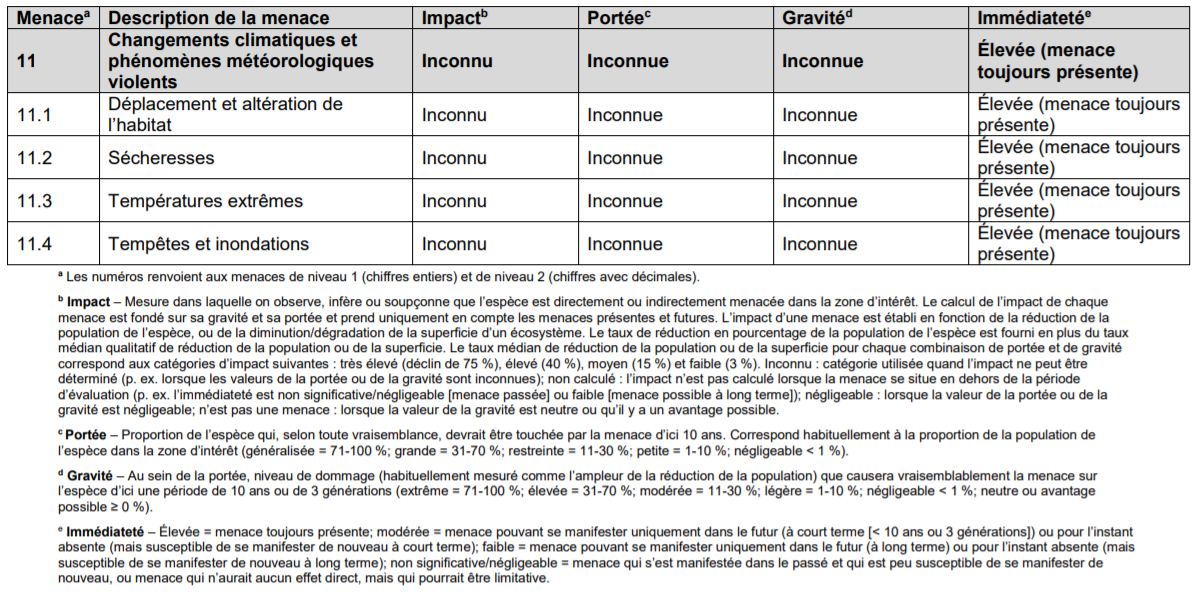 Menaceᵃ Description de la menace Impactᵇ Portéeᶜ Gravitéᵈ Immédiatetéᵉ
11 Changements climatiques et phénomènes météorologiques violents Inconnu Inconnue Inconnue Élevée (menace toujours présente)
11.1 Déplacement et altération de l’habitat Inconnu Inconnue Inconnue Élevée (menace toujours présente)
11.2 Sécheresses Inconnu Inconnue Inconnue Élevée (menace toujours présente)
11.3 Températures extrêmes Inconnu Inconnue Inconnue Élevée (menace toujours présente)
11.4 Tempêtes et inondations Inconnu Inconnue Inconnue Élevée (menace toujours présente)
ᵃ Les numéros renvoient aux menaces de niveau 1 (chiffres entiers) et de niveau 2 (chiffres avec décimales).
ᵇ Impact – Mesure dans laquelle on observe, infère ou soupçonne que l’espèce est directement ou indirectement menacée dans la zone d’intérêt. Le calcul de l’impact de chaque
menace est fondé sur sa gravité et sa portée et prend uniquement en compte les menaces présentes et futures. L’impact d’une menace est établi en fonction de la réduction de la
population de l’espèce, ou de la diminution/dégradation de la superficie d’un écosystème. Le taux de réduction en pourcentage de la population de l’espèce est fourni en plus du taux
médian qualitatif de réduction de la population ou de la superficie. Le taux médian de réduction de la population ou de la superficie pour chaque combinaison de portée et de gravité
correspond aux catégories d’impact suivantes : très élevé (déclin de 75 %), élevé (40 %), moyen (15 %) et faible (3 %). Inconnu : catégorie utilisée quand l’impact ne peut être
déterminé (p. ex. lorsque les valeurs de la portée ou de la gravité sont inconnues); non calculé : l’impact n’est pas calculé lorsque la menace se situe en dehors de la période
d’évaluation (p. ex. l’immédiateté est non significative/négligeable [menace passée] ou faible [menace possible à long terme]); négligeable : lorsque la valeur de la portée ou de la
gravité est négligeable; n’est pas une menace : lorsque la valeur de la gravité est neutre ou qu’il y a un avantage possible.
ᶜ Portée – Proportion de l’espèce qui, selon toute vraisemblance, devrait être touchée par la menace d’ici 10 ans. Correspond habituellement à la proportion de la population de
l’espèce dans la zone d’intérêt (généralisée = 71-100 %; grande = 31-70 %; restreinte = 11-30 %; petite = 1-10 %; négligeable < 1 %).
ᵈ Gravité – Au sein de la portée, niveau de dommage (habituellement mesuré comme l’ampleur de la réduction de la population) que causera vraisemblablement la menace sur
l’espèce d’ici une période de 10 ans ou de 3 générations (extrême = 71-100 %; élevée = 31-70 %; modérée = 11-30 %; légère = 1-10 %; négligeable < 1 %; neutre ou avantage
possible ≥ 0 %).
ᵉ Immédiateté – Élevée = menace toujours présente; modérée = menace pouvant se manifester uniquement dans le futur (à court terme [< 10 ans ou 3 générations]) ou pour l’instant
absente (mais susceptible de se manifester de nouveau à court terme); faible = menace pouvant se manifester uniquement dans le futur (à long terme) ou pour l’instant absente (mais
susceptible de se manifester de nouveau à long terme); non significative/négligeable = menace qui s’est manifestée dans le passé et qui est peu susceptible de se manifester de
nouveau, ou menace qui n’aurait aucun effet direct, mais qui pourrait être limitative.